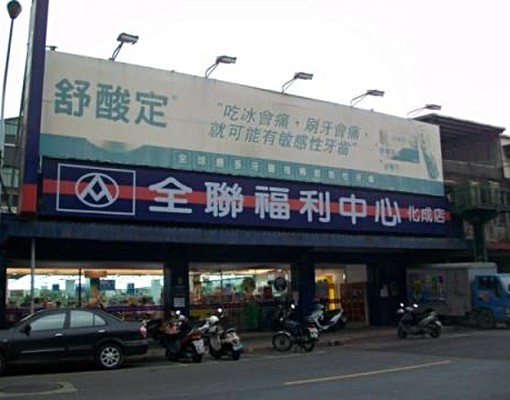 舒酸定
"吃冰會痛，刷牙會痛，
就可能有敏感性牙齒"
全聯福利中心 化成店